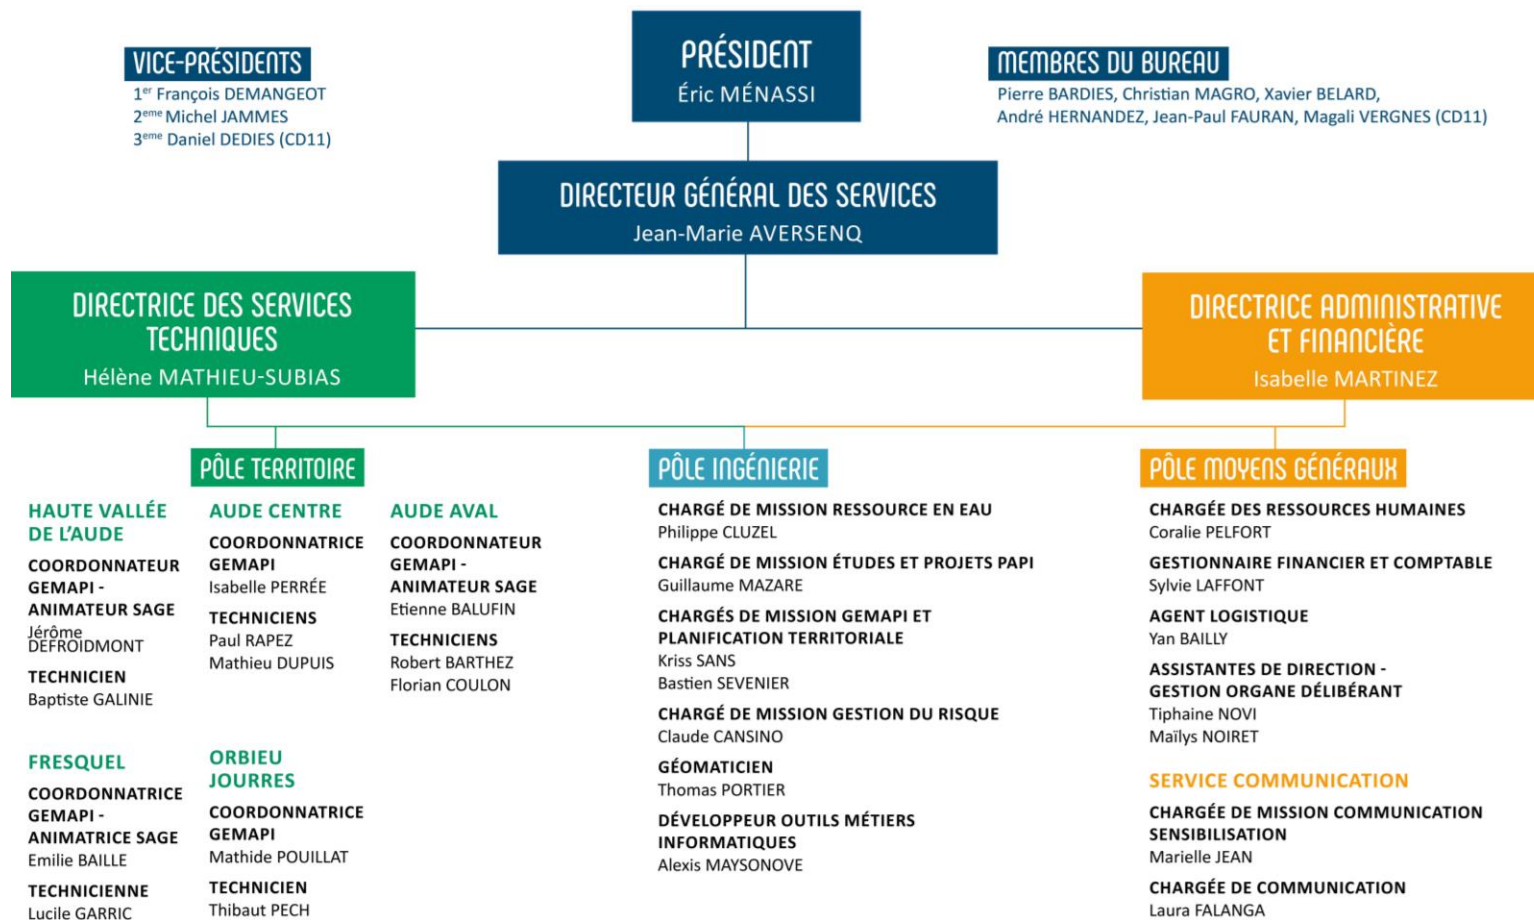 PRÉSIDENT
Éric MÉNASSI
VICE-PRÉSIDENTS
1er François DEMANGEOT
2eme Michel JAMMES
3eme Daniel DEDIES (CD11)
MEMBRES DU BUREAU
Pierre BARDIES, Christian MAGRO, Xavier BELARD,
André HERNANDEZ, Jean-Paul FAURAN, Magali VERGNES (CD11)
DIRECTEUR GÉNÉRAL DES SERVICES
Jean-Marie AVERSENQ
DIRECTRICE DES SERVICES
TECHNIQUES
Hélène MATHIEU-SUBIAS
DIRECTRICE ADMINISTRATIVE
ET FINANCIÈRE
Isabelle MARTINEZ
PÔLE TERRITOIRE
HAUTE VALLÉE
DE L'AUDE
COORDONNATEUR
GEMAPI -
ANIMATEUR SAGE
Jérôme
DEFROIDMONT
TECHNICIEN
Baptiste GALINIE
AUDE CENTRE
COORDONNATRICE
GEMAPI
Isabelle PERRÉE
TECHNICIENS
Paul RAPEZ
Mathieu DUPUIS
AUDE AVAL
COORDONNATEUR
GEMAPI -
ANIMATEUR SAGE
Etienne BALUFIN
TECHNICIENS
Robert BARTHEZ
Florian COULON
FRESQUEL
COORDONNATRICE
GEMAPI -
ANIMATRICE SAGE
Emilie BAILLE
TECHNICIENNE
Lucile GARRIC
ORBIEU
JOURRES
COORDONNATRICE
GEMAPI
Mathide POUILLAT
TECHNICIEN
Thibaut PECH
PÔLE INGÉNIERIE
CHARGÉ DE MISSION RESSOURCE EN EAU
Philippe CLUZEL
CHARGÉ DE MISSION ÉTUDES ET PROJETS PAPI
Guillaume MAZARE
CHARGÉS DE MISSION GEMAPI ET
PLANIFICATION TERRITORIALE
Kriss SANS
Bastien SEVENIER
CHARGÉ DE MISSION GESTION DU RISQUE
Claude CANSINO
GÉOMATICIEN
Thomas PORTIER
DÉVELOPPEUR OUTILS MÉTIERS
INFORMATIQUES
Alexis MAYSONOVE
PÔLE MOYENS GÉNÉRAUX
CHARGÉE DES RESSOURCES HUMAINES
Coralie PELFORT
GESTIONNAIRE FINANCIER ET COMPTABLE
Sylvie LAFFONT
AGENT LOGISTIQUE
Yan BAILLY
ASSISTANTES DE DIRECTION -
GESTION ORGANE DÉLIBÉRANT
Tiphaine NOVI
Maïlys NOIRET
SERVICE COMMUNICATION
CHARGÉE DE MISSION COMMUNICATION
SENSIBILISATION
Marielle JEAN
CHARGÉE DE COMMUNICATION
Laura FALANGA